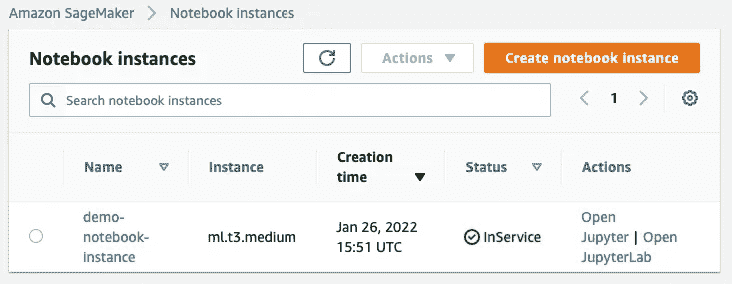 Amazon SageMaker > Notebook instances
Notebook instances
Actions
Create notebook instance
Search notebook instances
1
Name
Instance
Creation
time
Status
Actions
demo-
notebook-
instance
ml.t3.medium
Jan 26, 2022
15:51 UTC
InService
Open
Jupyter | Open
JupyterLab